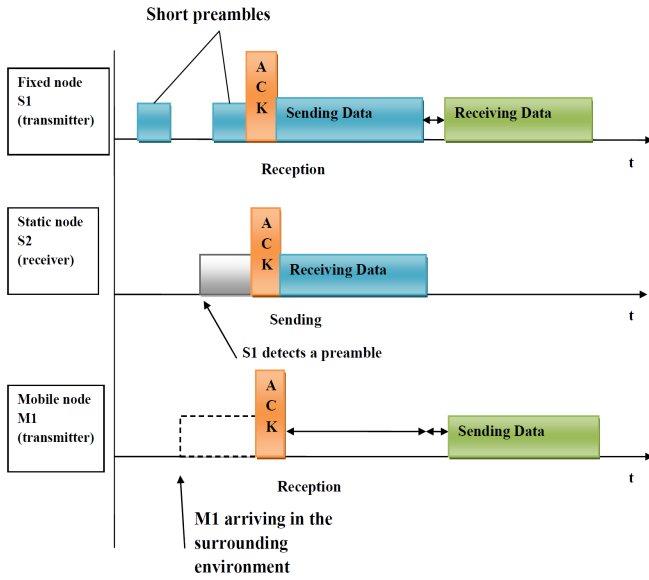 Short preambles
Fixed node
S1
(transmitter)
A
C
K
Sending Data
Receiving Data
Reception
t
Static node
S2
(receiver)
A
C
K
Receiving Data
Sending
t
S1 detects a preamble
Mobile node
M1
(transmitter)
A
C
K
Sending Data
Reception
t
M1 arriving in the
surrounding
environment